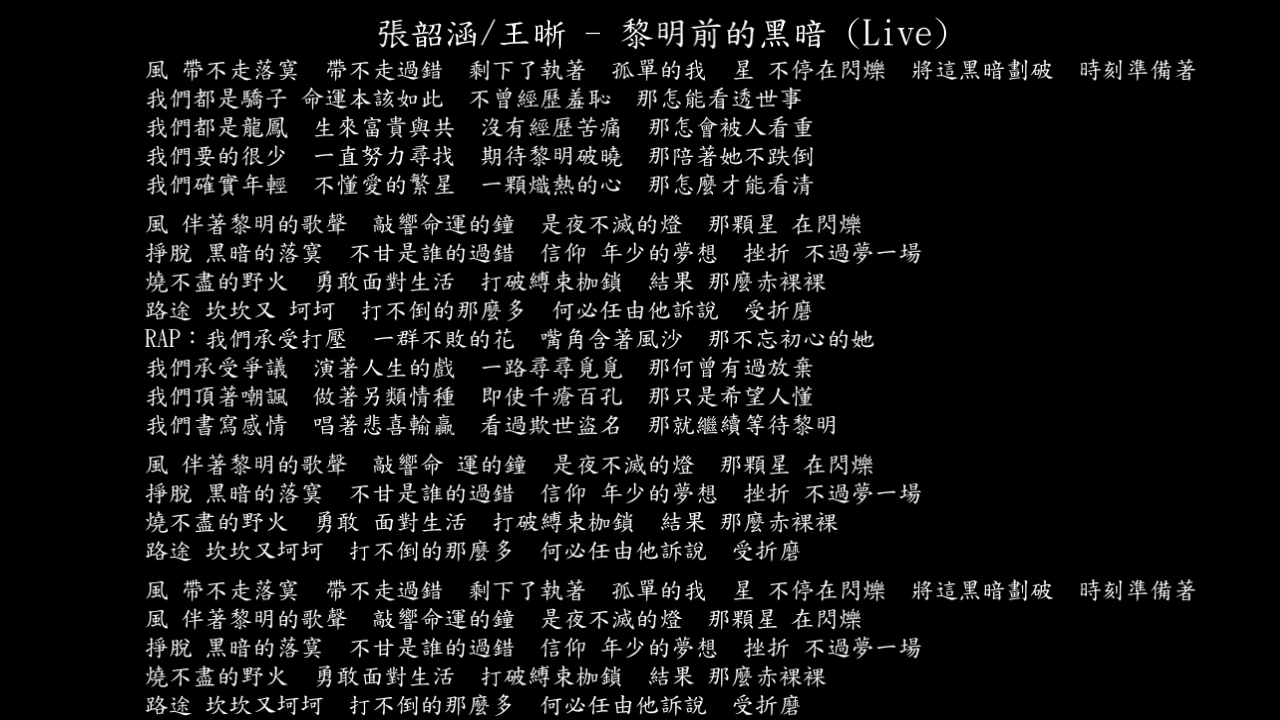 張韶涵/王晰 - 黎明前的黑暗 (Live)
風 帶不走落寞　帶不走過錯　剩下了執著　孤單的我　星 不停在閃爍　將這黑暗劃破　時刻準備著
我們都是驕子 命運本該如此　不曾經歷羞恥　那怎能看透世事
我們都是龍鳳　生來富貴與共　沒有經歷苦痛　那怎會被人看重
我們要的很少　一直努力尋找　期待黎明破曉　那陪著她不跌倒
我們確實年輕　不懂愛的繁星　一顆熾熱的心　那怎麼才能看清
風 伴著黎明的歌聲　敲響命運的鐘　是夜不滅的燈　那顆星 在閃爍
掙脫 黑暗的落寞　不甘是誰的過錯　信仰 年少的夢想　挫折 不過夢一場
燒不盡的野火　勇敢面對生活　打破縛束枷鎖　結果 那麼赤裸裸
路途 坎坎又 坷坷　打不倒的那麼多　何必任由他訴說　受折磨
RAP：我們承受打壓　一群不敗的花　嘴角含著風沙　那不忘初心的她
我們承受爭議　演著人生的戲　一路尋尋覓覓　那何曾有過放棄
我們頂著嘲諷　做著另類情種　即使千瘡百孔　那只是希望人懂
我們書寫感情　唱著悲喜輸贏　看過欺世盜名　那就繼續等待黎明
風 伴著黎明的歌聲　敲響命 運的鐘　是夜不滅的燈　那顆星 在閃爍
掙脫 黑暗的落寞　不甘是誰的過錯　信仰 年少的夢想　挫折 不過夢一場
燒不盡的野火　勇敢 面對生活　打破縛束枷鎖　結果 那麼赤裸裸
路途 坎坎又坷坷　打不倒的那麼多　何必任由他訴說　受折磨
風 帶不走落寞　帶不走過錯　剩下了執著　孤單的我　星 不停在閃爍　將這黑暗劃破　時刻準備著
風 伴著黎明的歌聲　敲響命運的鐘　是夜不滅的燈　那顆星 在閃爍
掙脫 黑暗的落寞　不甘是誰的過錯　信仰 年少的夢想　挫折 不過夢一場
燒不盡的野火　勇敢面對生活　打破縛束枷鎖　結果 那麼赤裸裸
路途 坎坎又坷坷　打不倒的那麼多　何必任由他訴說　受折磨